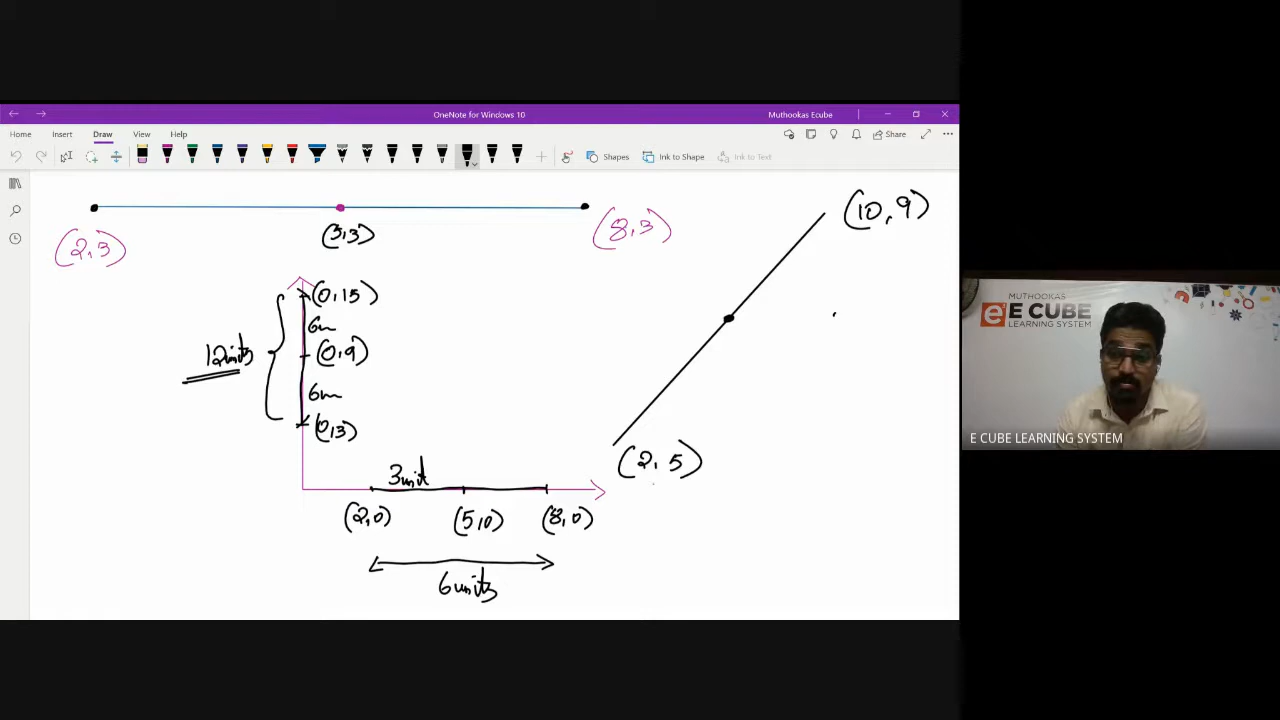 OneNote for Windows 10
Muthookas Ecube
Home Insert Draw View Help
Share
Shapes
Ink to Shape
Ink to Text
(2,3)
(5,3)
(8,3)
(10,9)
(0,15)
6m
(0,9)
12units
6m
(0,3)
(2,5)
3unit
(2,0)
(5,0)
(8,0)
6units
MUTHOOKAS
e E CUBE
LEARNING SYSTEM
E CUBE LEARNING SYSTEM